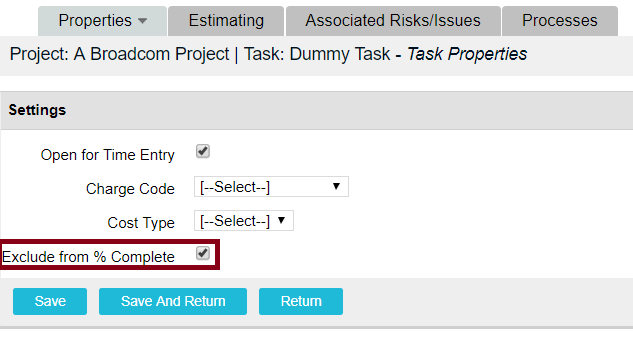 Properties Estimating Associated Risks/Issues Processes
Project: A Broadcom Project | Task: Dummy Task - Task Properties
Settings
Open for Time Entry
Charge Code [--Select--]
Cost Type [--Select--]
Exclude from % Complete
Save Save And Return Return